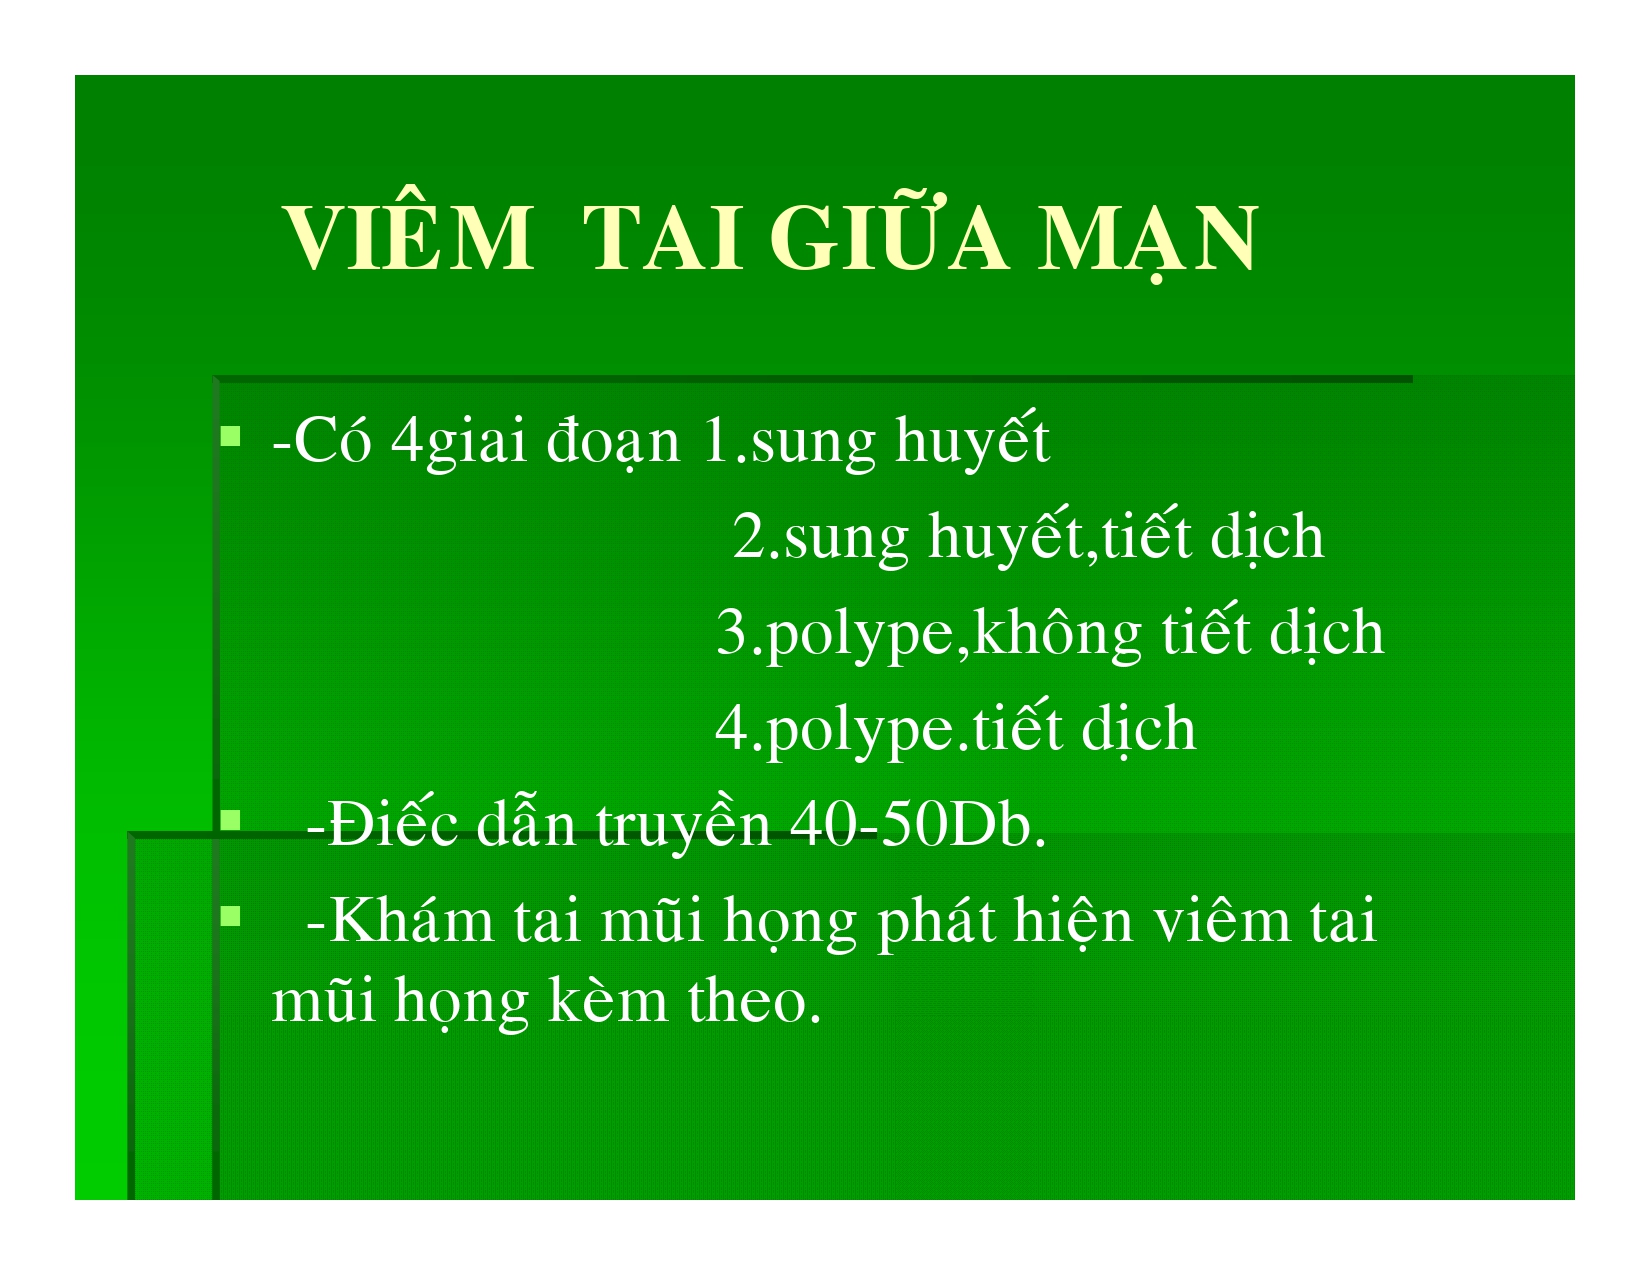 VIÊM TAI GIỮA MẠN
-Có 4giai đoạn 1.sung huyết
2.sung huyết,tiết dịch
3.polype,không tiết dịch
4.polype.tiết dịch
-Điếc dẫn truyền 40-50Db.
-Khám tai mũi họng phát hiện viêm tai
mũi họng kèm theo.